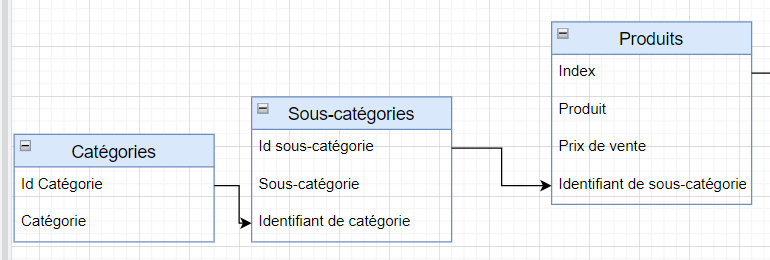 Catégories
Id Catégorie
Catégorie
Sous-catégories
Id sous-catégorie
Sous-catégorie
Identifiant de catégorie
Produits
Index
Produit
Prix de vente
Identifiant de sous-catégorie